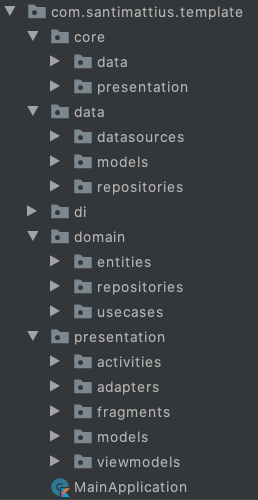 com.santimattius.template
core
data
presentation
data
datasources
models
repositories
di
domain
entities
repositories
usecases
presentation
activities
adapters
fragments
models
viewmodels
MainApplication